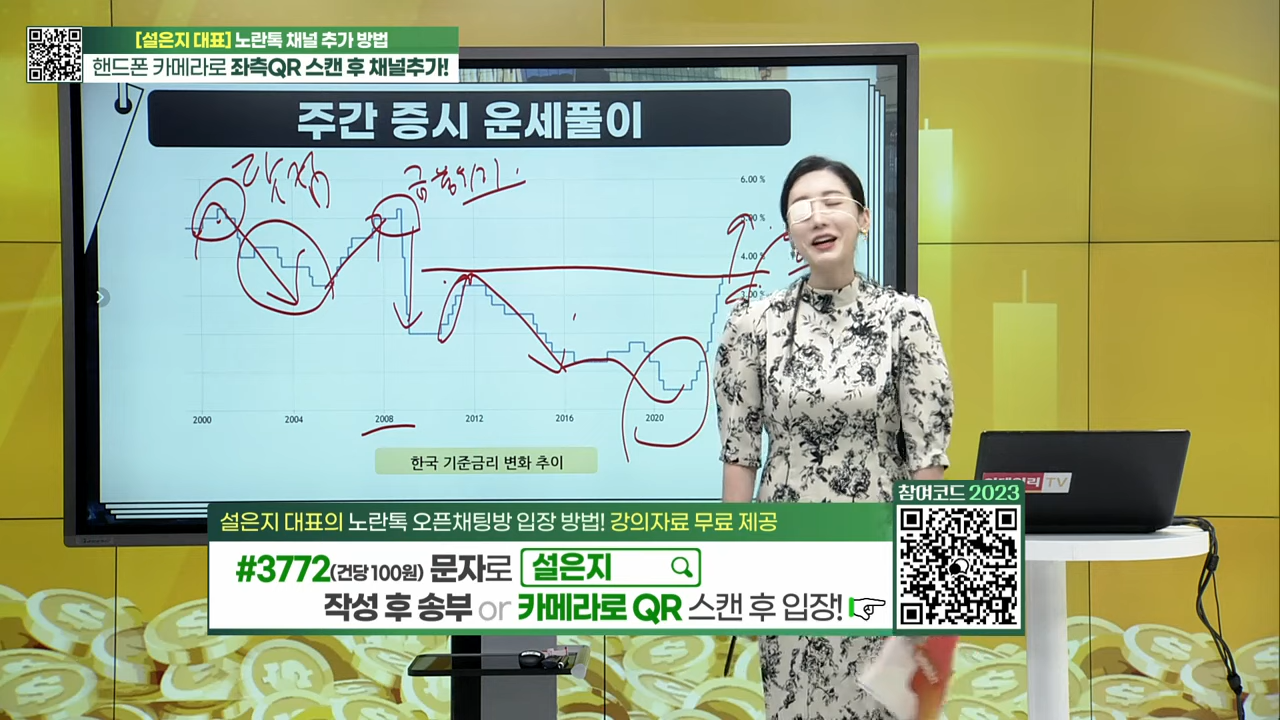 [설은지 대표] 노란톡 채널 추가 방법
핸드폰 카메라로 좌측QR 스캔 후 채널추가!
주간 증시 운세풀이
금융위기
6.00 %
4.00 %
2000
2004
2008
2012
2016
2020
한국 기준금리 변화 추이
TV
참여코드 2023
설은지 대표의 노란톡 오픈채팅방 입장 방법! 강의자료 무료 제공
#3772(건당 100원) 문자로 설은지
작성 후 송부 or 카메라로 QR 스캔 후 입장!